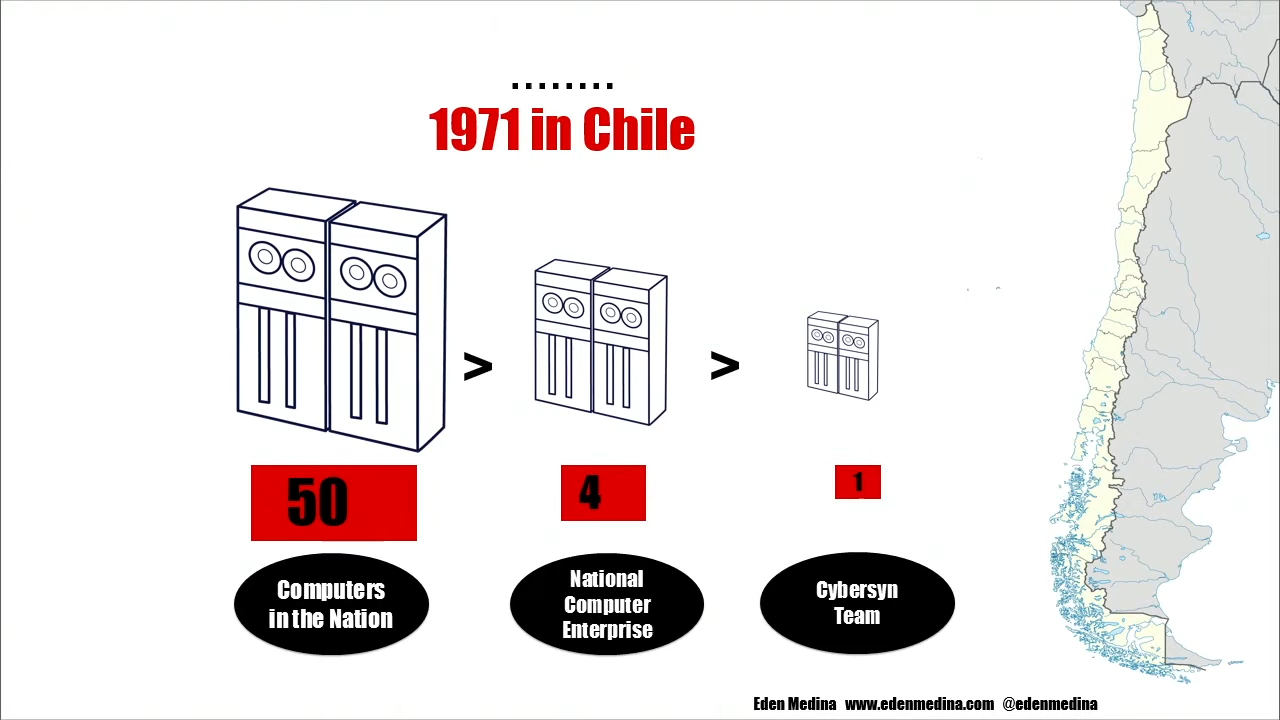 ........
1971 in Chile
>
>
50
4
1
Computers
in the Nation
National
Computer
Enterprise
Cybersyn
Team
Eden Medina www.edenmedina.com @edenmedina